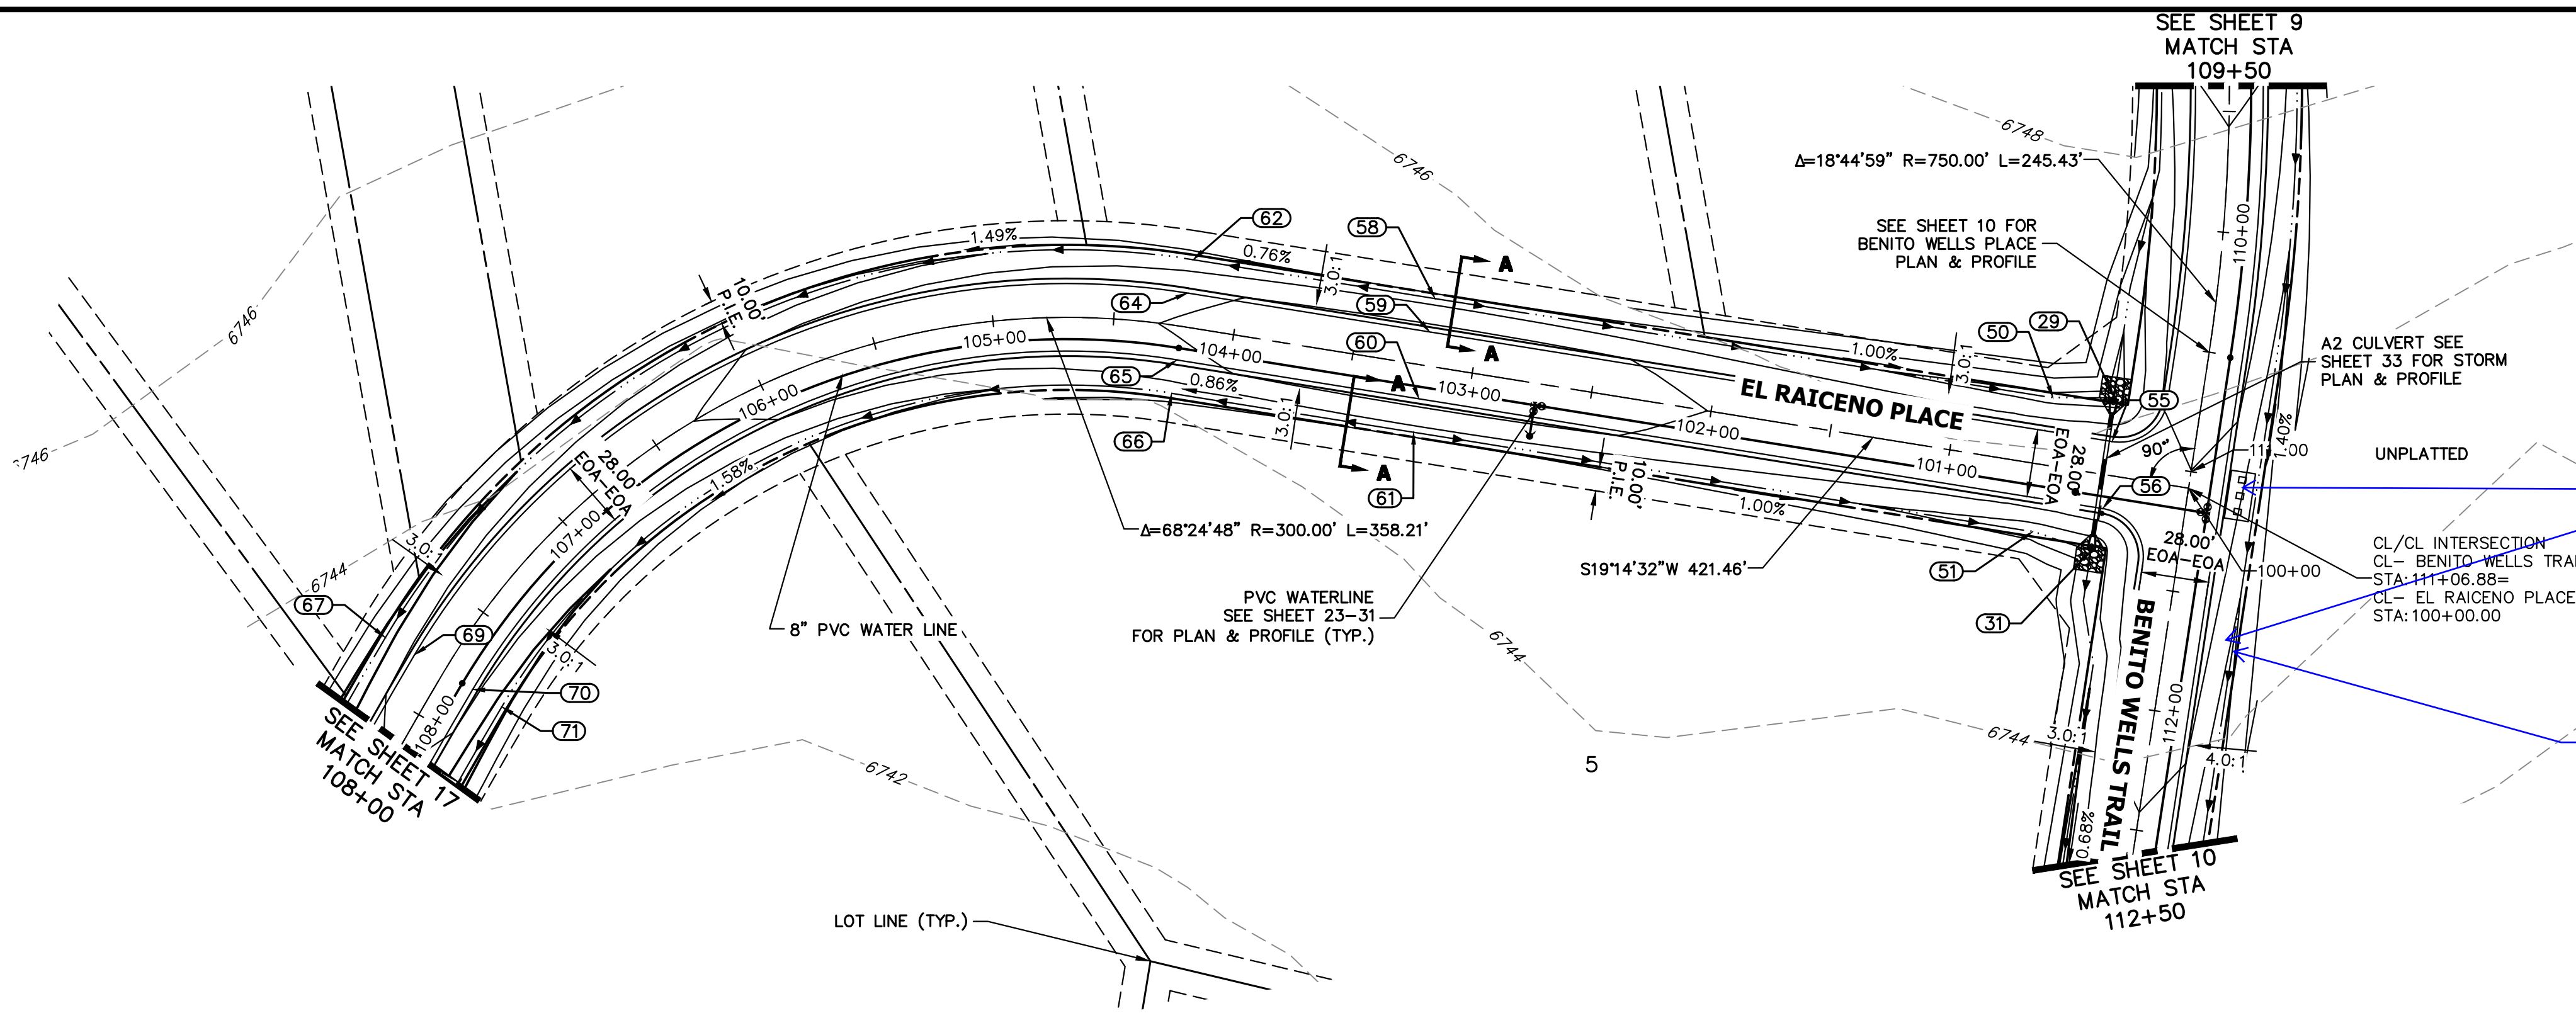 SEE SHEET 9
MATCH STA
109+50
6748
Δ=18°44'59" R=750.00' L=245.43'
SEE SHEET 10 FOR
BENITO WELLS PLACE
PLAN & PROFILE
110+00
6746
62
58
1.49%
0.76%
3.0:1
A
10.00'
P.I.E.
64
59
A
60
50
29
1.00%
3.0:1
A2 CULVERT SEE
SHEET 33 FOR STORM
PLAN & PROFILE
6746
105+00
104+00
65
0.86%
A
103+00
EL RAICENO PLACE
55
106+00
102+00
28.00'
EOA-EOA
90°
UNPLATTED
6746
66
3.0:1
A
61
10.00'
P.I.E.
101+00
56
1.58%
28.00'
EOA-EOA
107+00
Δ=68°24'48" R=300.00' L=358.21'
1.00%
28.00'
EOA-EOA
3.0:1
6744
S19°14'32"W 421.46'
51
100+00
CL/CL INTERSECTION
CL- BENITO WELLS TRA
STA:111+06.88=
CL- EL RAICENO PLACE
STA:100+00.00
67
69
8" PVC WATER LINE
PVC WATERLINE
SEE SHEET 23-31
FOR PLAN & PROFILE (TYP.)
6744
31
3.0:1
70
71
108+00
BENITO WELLS TRAIL
112+00
SEE SHEET 17
MATCH STA
108+00
6742
5
6744
3.0:1
4.0:1
0.68%
SEE SHEET 10
MATCH STA
112+50
LOT LINE (TYP.)